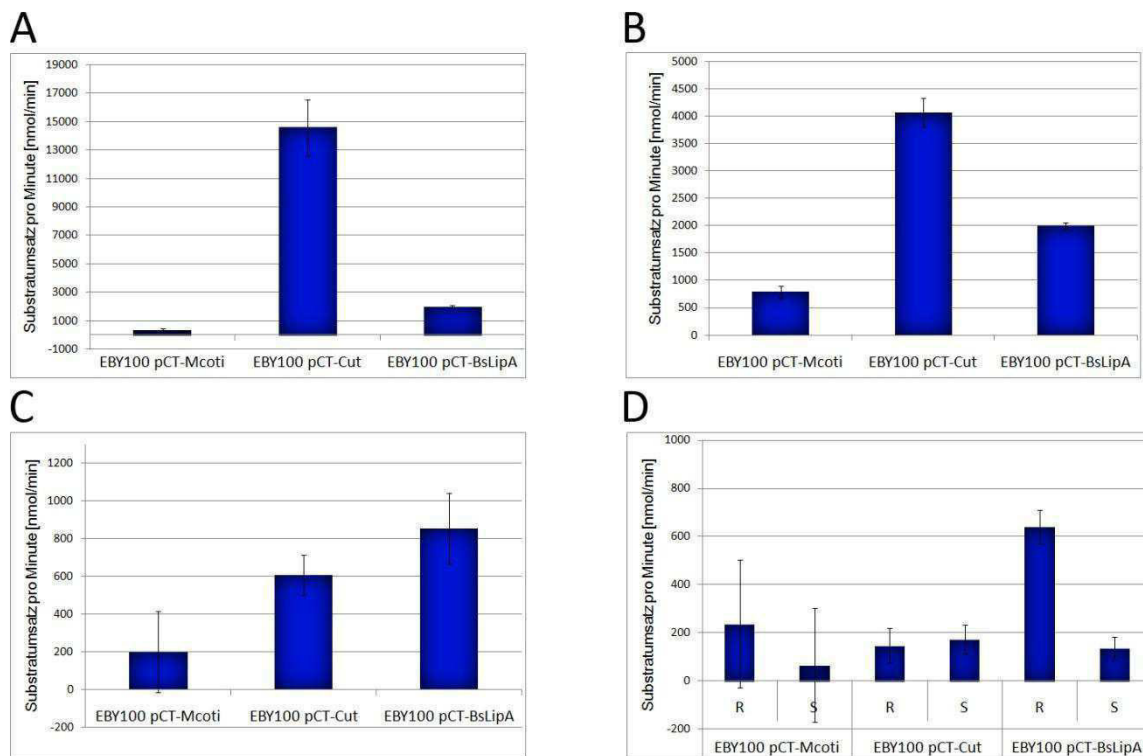 A
Substratumsatz pro Minute [nmol/min]
19000
17000
15000
13000
11000
9000
7000
5000
3000
1000
-1000
EBY100 pCT-Mcoti
EBY100 pCT-Cut
EBY100 pCT-BsLipA
B
Substratumsatz pro Minute [nmol/min]
5000
4500
4000
3500
3000
2500
2000
1500
1000
500
0
EBY100 pCT-Mcoti
EBY100 pCT-Cut
EBY100 pCT-BsLipA
C
Substratumsatz pro Minute [nmol/min]
1200
1000
800
600
400
200
0
-200
EBY100 pCT-Mcoti
EBY100 pCT-Cut
EBY100 pCT-BsLipA
D
Substratumsatz pro Minute [nmol/min]
1000
800
600
400
200
0
-200
R
S
R
S
R
S
EBY100 pCT-Mcoti
EBY100 pCT-Cut
EBY100 pCT-BsLipA